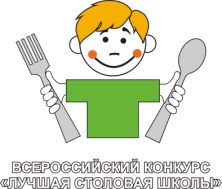 ВСЕРОССИЙСКИЙ КОНКУРС
«ЛУЧШАЯ СТОЛОВАЯ ШКОЛЫ»